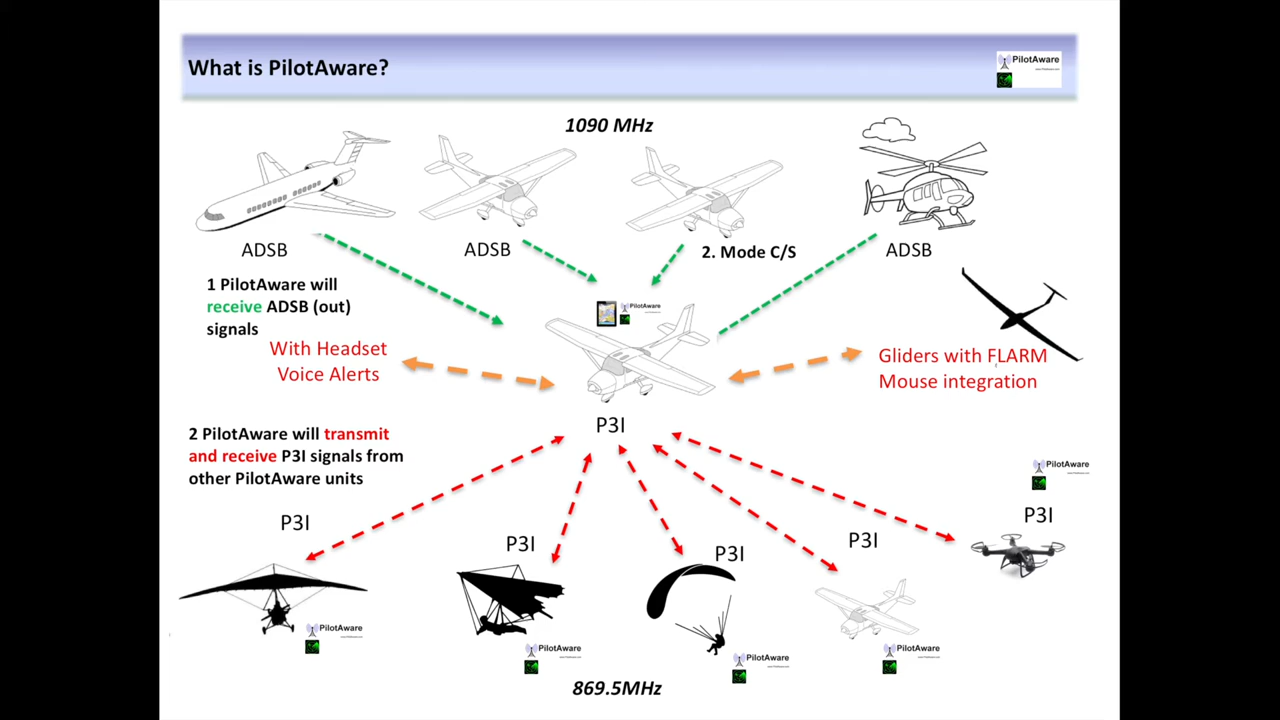 What is PilotAware?
PilotAware
1090 MHz
ADSB
ADSB
2. Mode C/S
ADSB
1 PilotAware will
receive ADSB (out)
signals
PilotAware
With Headset
Voice Alerts
Gliders with FLARM
Mouse integration
P3I
2 PilotAware will transmit
and receive P3I signals from
other PilotAware units
PilotAware
P3I
P3I
P3I
P3I
P3I
PilotAware
PilotAware
PilotAware
PilotAware
869.5MHz